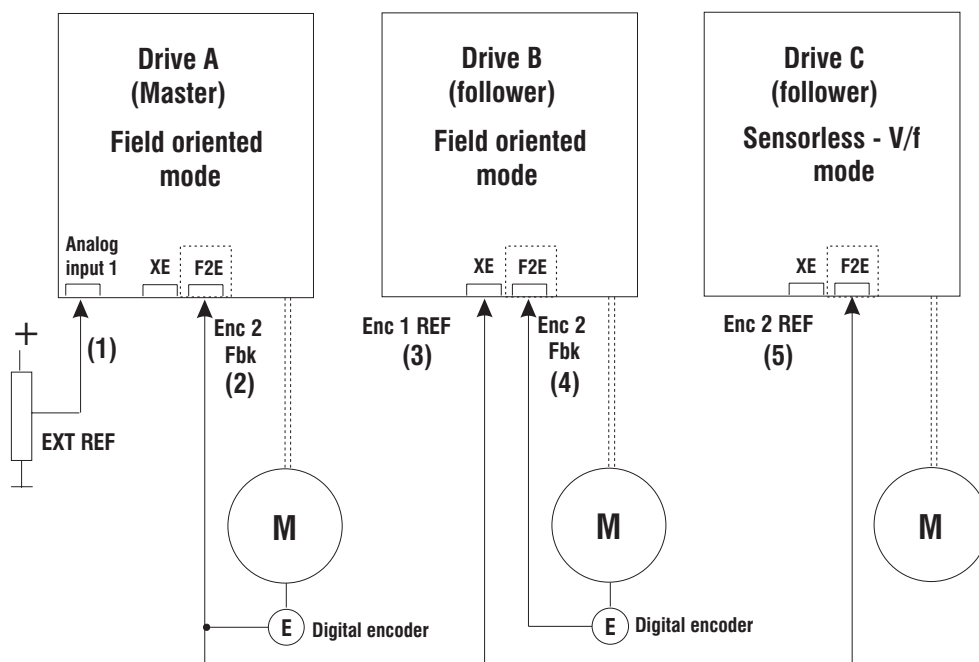 Drive A
(Master)
Field oriented
mode
Analog
input 1
XE
F2E
(1)
Enc 2
Fbk
(2)
+
EXT REF
M
E
Digital encoder
Drive B
(follower)
Field oriented
mode
XE
F2E
Enc 1 REF
(3)
Enc 2
Fbk
(4)
M
E
Digital encoder
Drive C
(follower)
Sensorless - V/f
mode
XE
F2E
Enc 2 REF
(5)
M